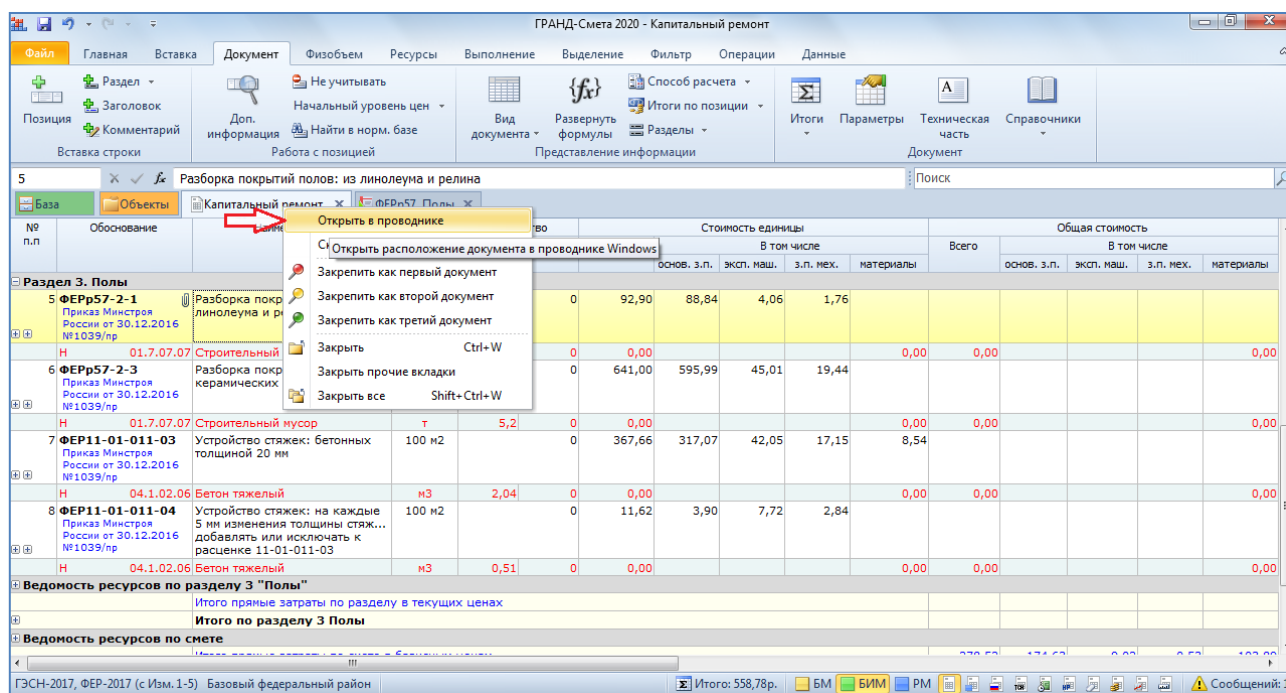 ГРАНД-Смета 2020 - Капитальный ремонт
Файл Главная Вставка Документ Физобъем Ресурсы Выполнение Выделение Фильтр Операции Данные
Позиция
Раздел
Заголовок
Комментарий
Вставка строки
Доп. информация
Не учитывать
Начальный уровень цен
Найти в норм. базе
Работа с позицией
Вид документа
Развернуть формулы
Способ расчета
Итоги по позиции
Разделы
Представление информации
Итоги
Параметры
Техническая часть
Справочники
Документ
5 fx Разборка покрытий полов: из линолеума и релина Поиск
База Объекты Капитальный ремонт X ФЕРр57. Полы X
№ п.п Обоснование Стоимость единицы Общая стоимость
В том числе Всего В том числе
основ. з.п. эксп. маш. з.п. мех. материалы основ. з.п. эксп. маш. з.п. мех. материалы
Открыть в проводнике
Открыть расположение документа в проводнике Windows
Закрепить как первый документ
Закрепить как второй документ
Закрепить как третий документ
Закрыть Ctrl+W
Закрыть прочие вкладки
Закрыть все Shift+Ctrl+W
Раздел 3. Полы
5 ФЕРр57-2-1 Разборка покр 0 92,90 88,84 4,06 1,76
Приказ Минстроя линолеума и р
России от 30.12.2016
№1039/пр
Н 01.7.07.07 Строительный 0 0,00 0,00 0,00 0,00
6 ФЕРр57-2-3 Разборка покр 0 641,00 595,99 45,01 19,44
Приказ Минстроя керамических
России от 30.12.2016
№1039/пр
Н 01.7.07.07 Строительный мусор т 5,2 0 0,00 0,00 0,00 0,00
7 ФЕР11-01-011-03 Устройство стяжек: бетонных 100 м2 0 367,66 317,07 42,05 17,15 8,54
Приказ Минстроя толщиной 20 мм
России от 30.12.2016
№1039/пр
Н 04.1.02.06 Бетон тяжелый м3 2,04 0 0,00 0,00 0,00 0,00
8 ФЕР11-01-011-04 Устройство стяжек: на каждые 100 м2 0 11,62 3,90 7,72 2,84
Приказ Минстроя 5 мм изменения толщины стяж...
России от 30.12.2016 добавлять или исключать к
№1039/пр расценке 11-01-011-03
Н 04.1.02.06 Бетон тяжелый м3 0,51 0 0,00 0,00 0,00 0,00
Ведомость ресурсов по разделу 3 "Полы"
Итого прямые затраты по разделу в текущих ценах
Итого по разделу 3 Полы
Ведомость ресурсов по смете
ГЭСН-2017, ФЕР-2017 (с Изм. 1-5) Базовый федеральный район Итого: 558,78р. БМ БИМ РМ Сообщений: